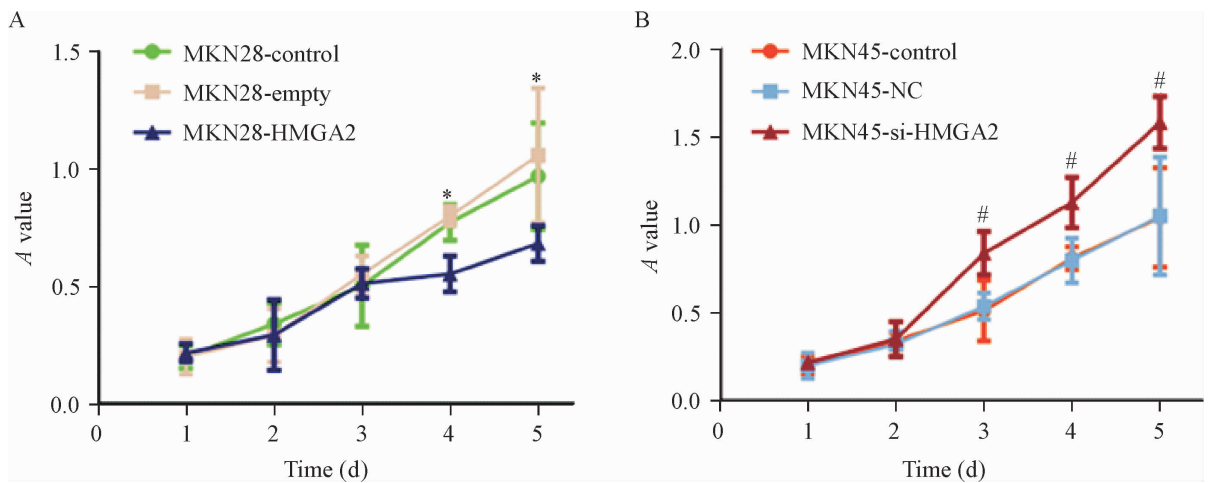 A
MKN28-control
MKN28-empty
MKN28-HMGA2
1.5
1.0
0.5
0.0
A value
0
1
2
3
4
5
Time (d)
*
*
B
MKN45-control
MKN45-NC
MKN45-si-HMGA2
2.0
1.5
1.0
0.5
0.0
A value
0
1
2
3
4
5
Time (d)
#
#
#